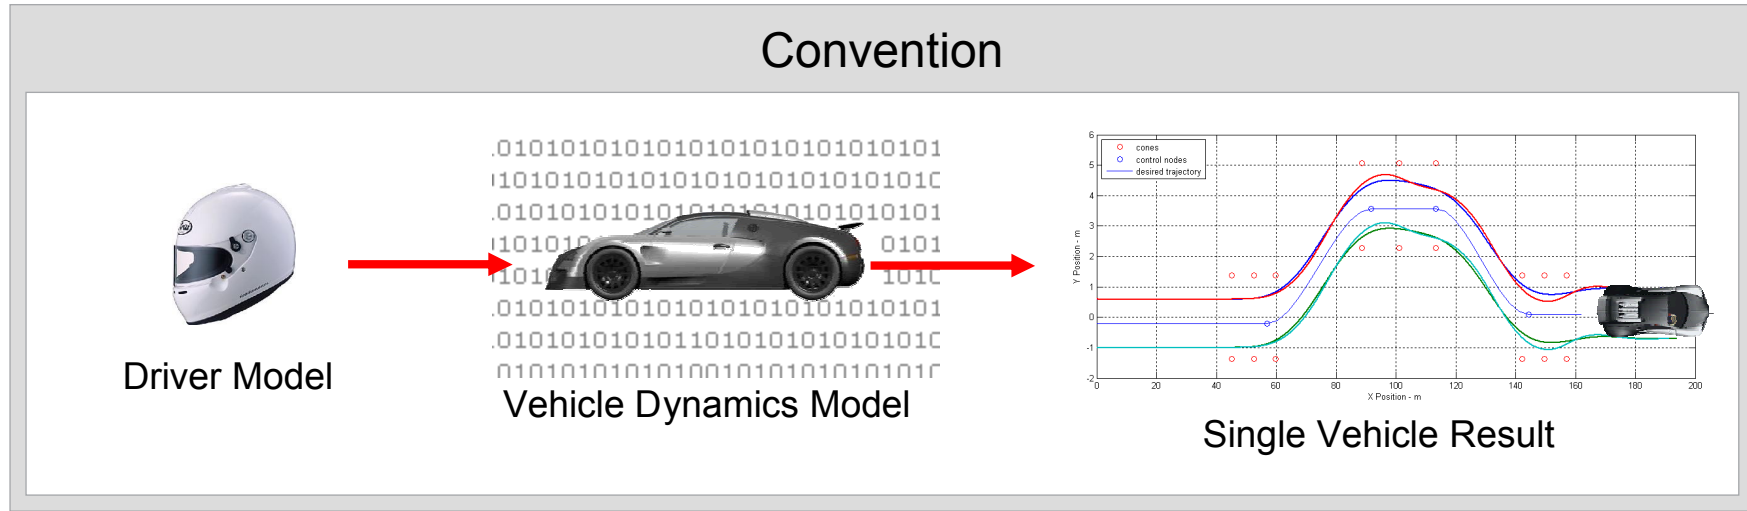 Convention
.01010101010101010101010101
Driver Model
Vehicle Dynamics Model
Single Vehicle Result
cones
control nodes
desired trajectory
Y Position - m
6
5
4
3
2
1
0
-1
-2
0 20 40 60 80 100 120 140 160 180 200
X Position - m